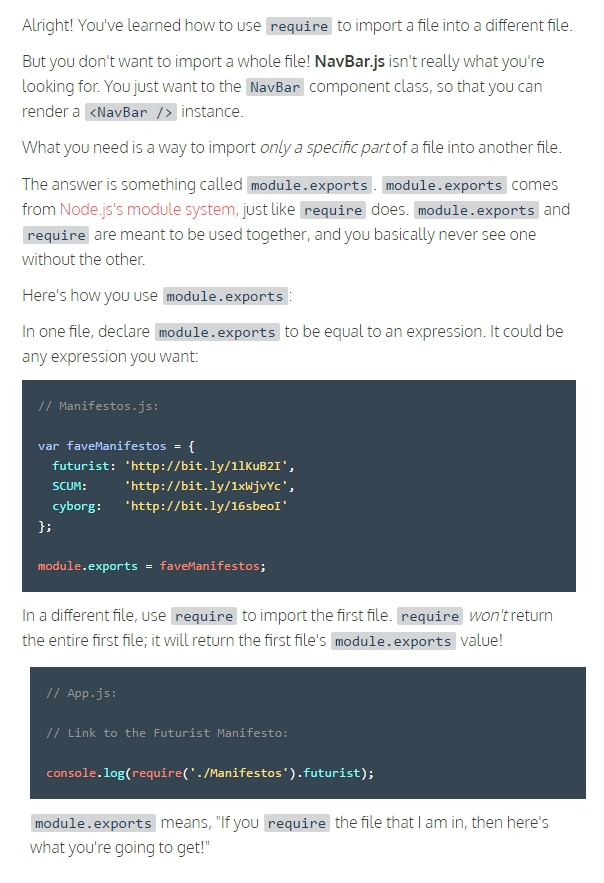 Alright! You've learned how to use require to import a file into a different file.
But you don't want to import a whole file! NavBar.js isn't really what you're
looking for. You just want to the NavBar component class, so that you can
render a <NavBar /> instance.
What you need is a way to import only a specific part of a file into another file.
The answer is something called module.exports. module.exports comes
from Node.js's module system, just like require does. module.exports and
require are meant to be used together, and you basically never see one
without the other.
Here's how you use module.exports:
In one file, declare module.exports to be equal to an expression. It could be
any expression you want:
// Manifestos.js:
var faveManifestos = {
  futurist: 'http://bit.ly/1lKuB2I',
  SCUM:     'http://bit.ly/1xWjvYc',
  cyborg:   'http://bit.ly/16sbeoI'
};
module.exports = faveManifestos;
In a different file, use require to import the first file. require won't return
the entire first file; it will return the first file's module.exports value!
// App.js:
// Link to the Futurist Manifesto:
console.log(require('./Manifestos').futurist);
module.exports means, "If you require the file that I am in, then here's
what you're going to get!"